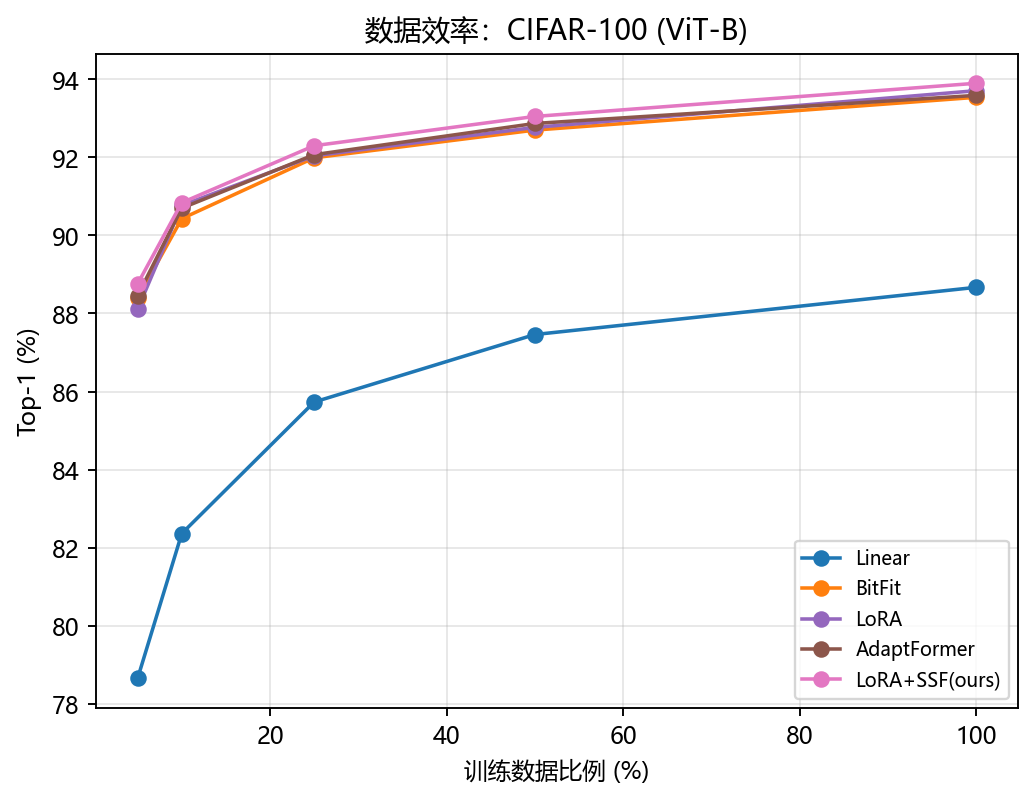 数据效率：CIFAR-100 (ViT-B)
Top-1 (%)
94
92
90
88
86
84
82
80
78
20 40 60 80 100
训练数据比例 (%)
Linear
BitFit
LoRA
AdaptFormer
LoRA+SSF(ours)